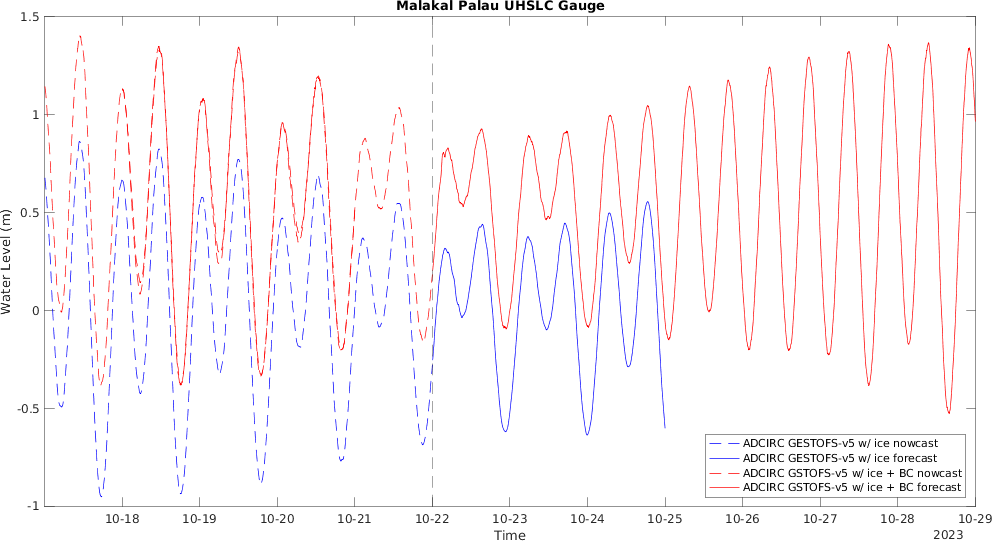 Malakal Palau UHSLC Gauge
Water Level (m)
1.5
1
0.5
0
-0.5
-1
ADCIRC GESTOFS-v5 w/ ice nowcast
ADCIRC GESTOFS-v5 w/ ice forecast
ADCIRC GSTOFS-v5 w/ ice + BC nowcast
ADCIRC GSTOFS-v5 w/ ice + BC forecast
10-18 10-19 10-20 10-21 10-22 10-23 10-24 10-25 10-26 10-27 10-28 10-29
Time
2023